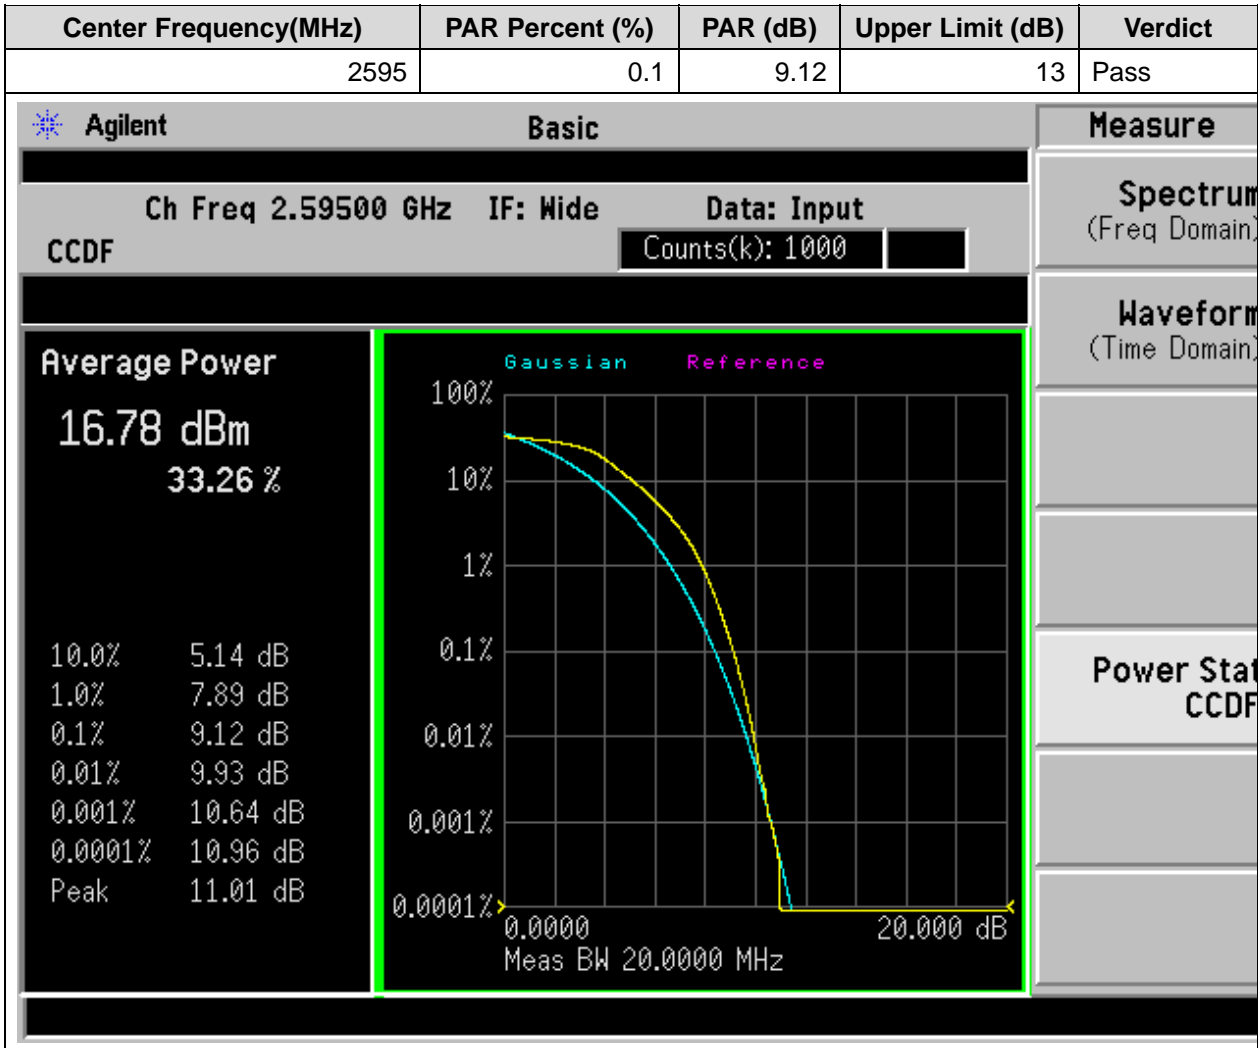 Center Frequency(MHz) PAR Percent (%) PAR (dB) Upper Limit (dB) Verdict
2595 0.1 9.12 13 Pass
Agilent Basic Measure
Ch Freq 2.59500 GHz IF: Wide Data: Input
CCDF Counts(k): 1000
Spectrum
(Freq Domain)
Waveform
(Time Domain)
Power Stat
CCDF
Average Power
16.78 dBm
33.26 %
10.0% 5.14 dB
1.0% 7.89 dB
0.1% 9.12 dB
0.01% 9.93 dB
0.001% 10.64 dB
0.0001% 10.96 dB
Peak 11.01 dB
Gaussian Reference
100%
10%
1%
0.1%
0.01%
0.001%
0.0001%
0.0000 20.000 dB
Meas BW 20.0000 MHz